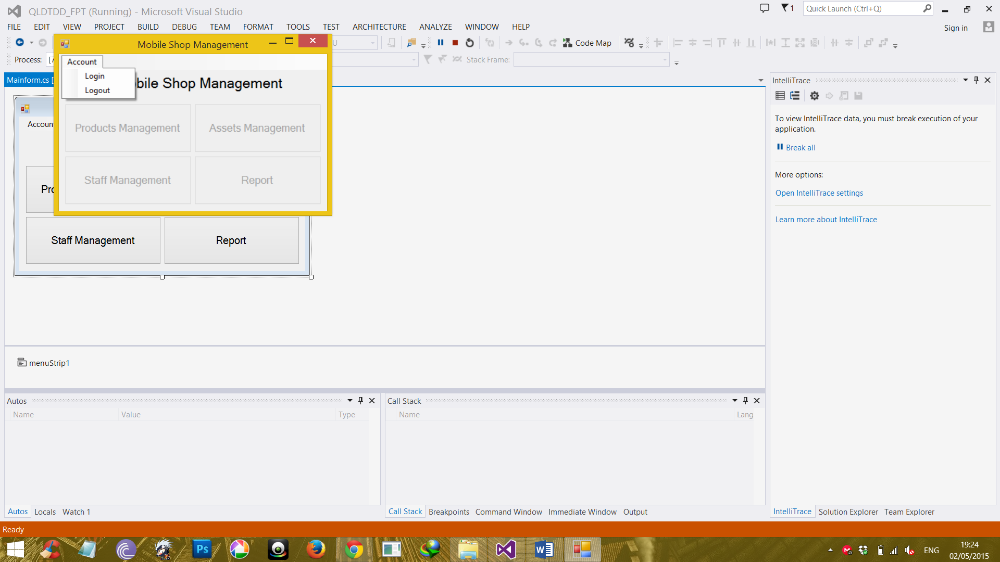 QLDTDD_FPT (Running) - Microsoft Visual Studio
1
Quick Launch (Ctrl+Q)
FILE EDIT VIEW PROJECT BUILD DEBUG TEAM FORMAT TOOLS TEST ARCHITECTURE ANALYZE WINDOW HELP
Sign in
Mobile Shop Management
U
Code Map
Process: [7
Stack Frame:
Account
Login
Logout
bile Shop Management
Products Management Assets Management
Staff Management Report
Mainform.cs [
Accoun
Pro
Staff Management Report
menuStrip1
IntelliTrace
To view IntelliTrace data, you must break execution of your
application.
Break all
More options:
Open IntelliTrace settings
Learn more about IntelliTrace
Autos
Name Value Type
Call Stack
Name Lang
Autos Locals Watch 1
Call Stack Breakpoints Command Window Immediate Window Output
IntelliTrace Solution Explorer Team Explorer
Ready
Ps
ENG
19:24
02/05/2015